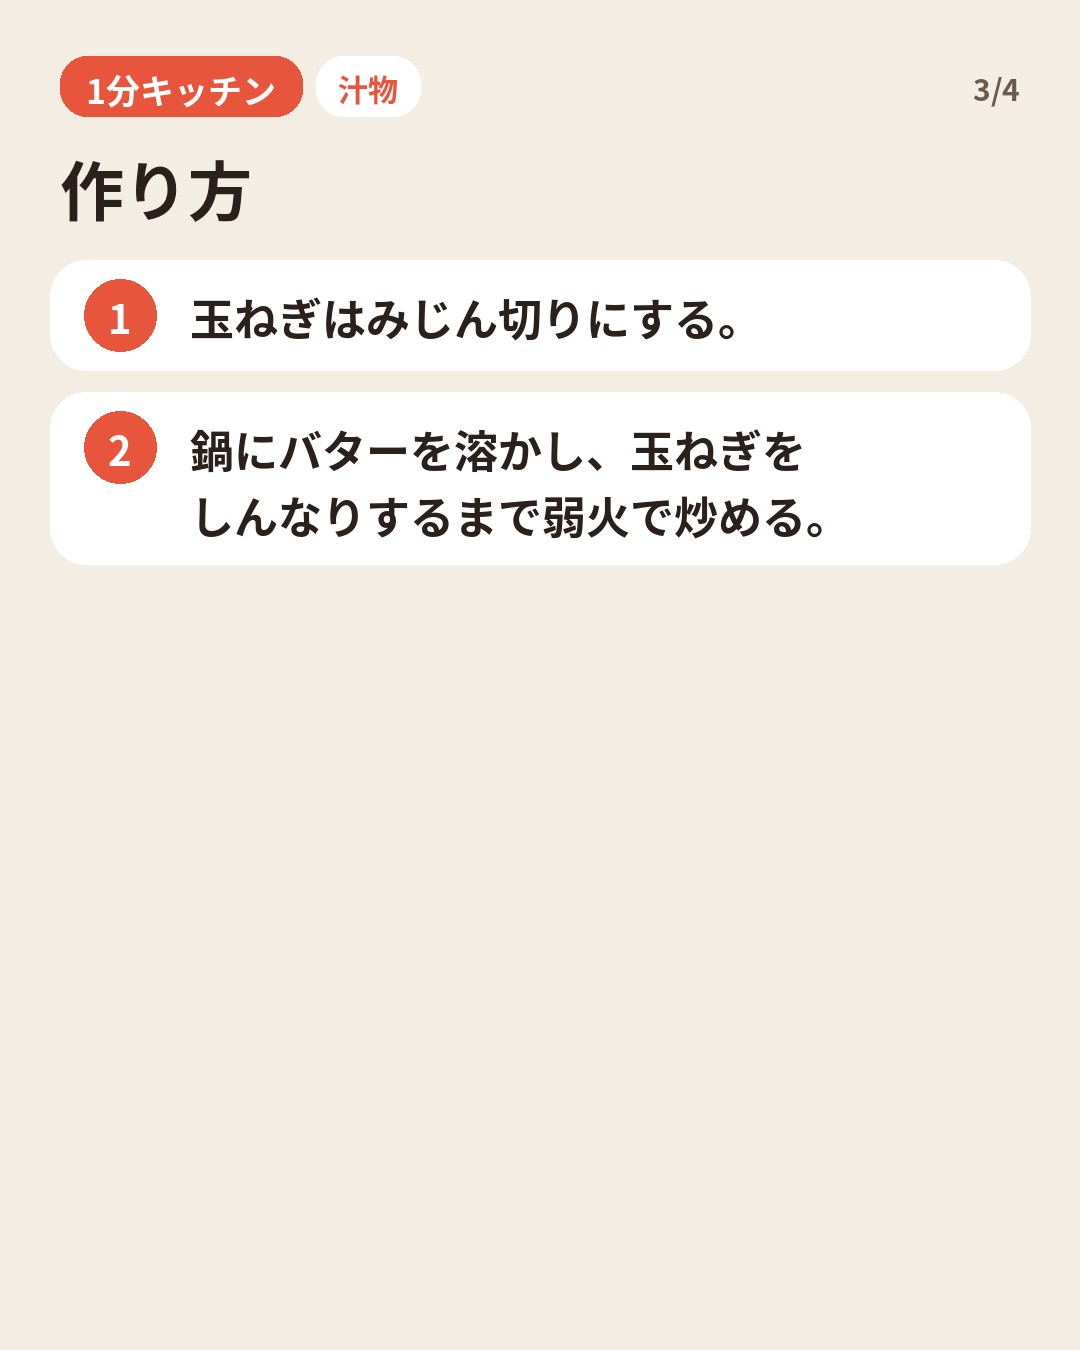 1分キッチン
汁物
3/4
作り方
1 玉ねぎはみじん切りにする。
2 鍋にバターを溶かし、玉ねぎを
しんなりするまで弱火で炒める。